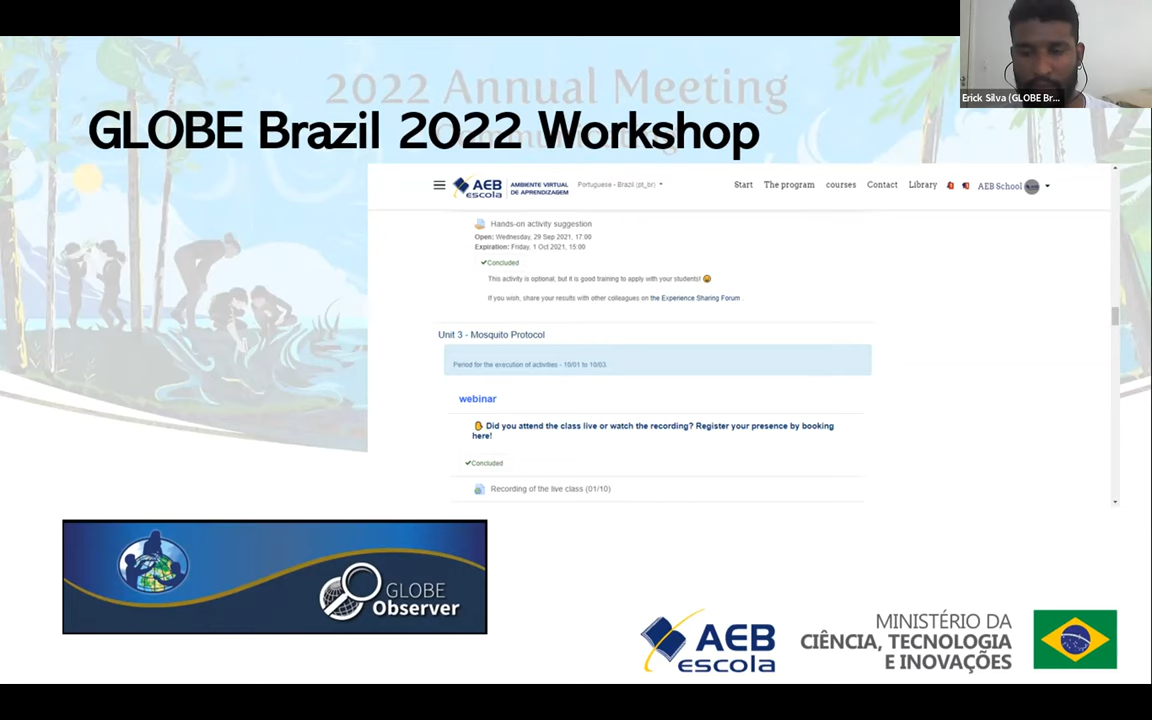 2022 Annual Meeting
GLOBE Brazil 2022 Workshop
Erick Silva (GLOBE Br...
AEB escola
AMBIENTE VIRTUAL
DE APRENDIZAGEM
Portuguese - Brazil (pt_br)
Start The program courses Contact Library AEB School
Hands-on activity suggestion
Open: Wednesday, 29 Sep 2021, 17:00
Expiration: Friday, 1 Oct 2021, 15:00
Concluded
This activity is optional, but it is good training to apply with your students!
If you wish, share your results with other colleagues on the Experience Sharing Forum .
Unit 3 - Mosquito Protocol
Period for the execution of activities - 10/01 to 10/03.
webinar
Did you attend the class live or watch the recording? Register your presence by booking
here!
Concluded
Recording of the live class (01/10)
GLOBE
Observer
AEB
escola
MINISTÉRIO DA
CIÊNCIA, TECNOLOGIA
E INOVAÇÕES